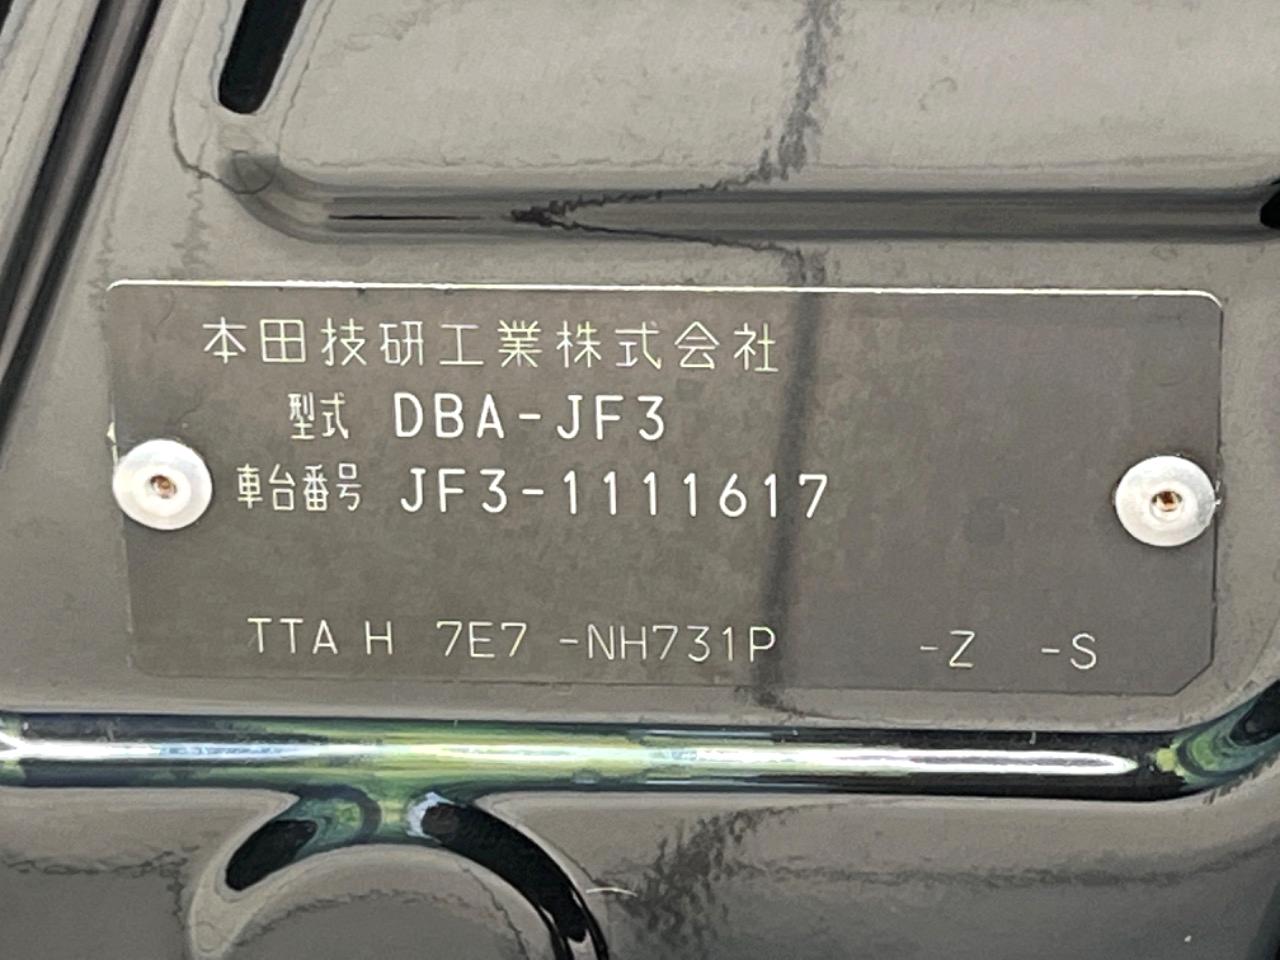 本田技研工業株式会社
型式 DBA-JF3
車台番号 JF3-1111617
TTA H 7E7 -NH731P -Z -S